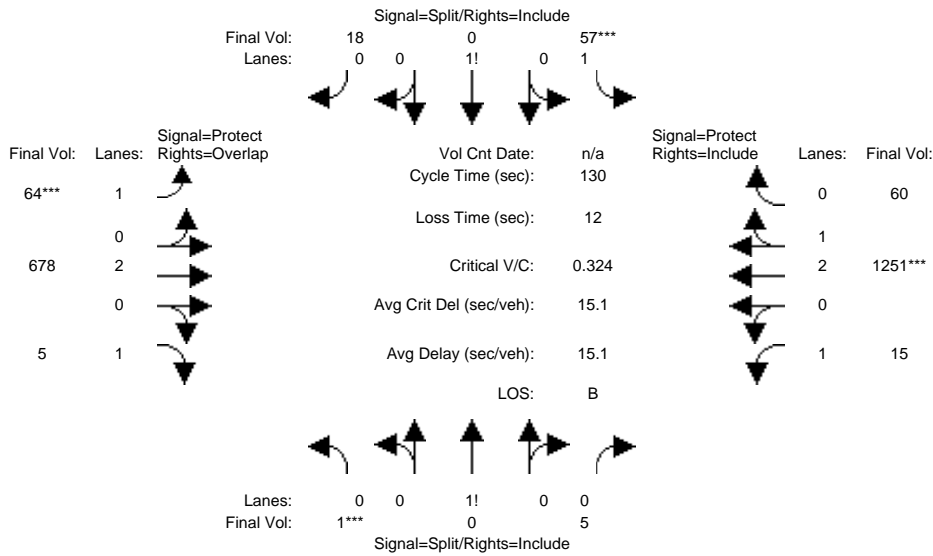 Signal=Split/Rights=Include
Final Vol: 18 0 57***
Lanes: 0 0 1! 0 1
Signal=Protect Signal=Protect
Final Vol: Lanes: Rights=Overlap Vol Cnt Date: n/a Rights=Include Lanes: Final Vol:
Cycle Time (sec): 130
64*** 1 0 60
Loss Time (sec): 12
0 1
678 2 Critical V/C: 0.324 2 1251***
0 Avg Crit Del (sec/veh): 15.1 0
5 1 Avg Delay (sec/veh): 15.1 1 15
LOS: B
Lanes: 0 0 1! 0 0
Final Vol: 1*** 0 5
Signal=Split/Rights=Include